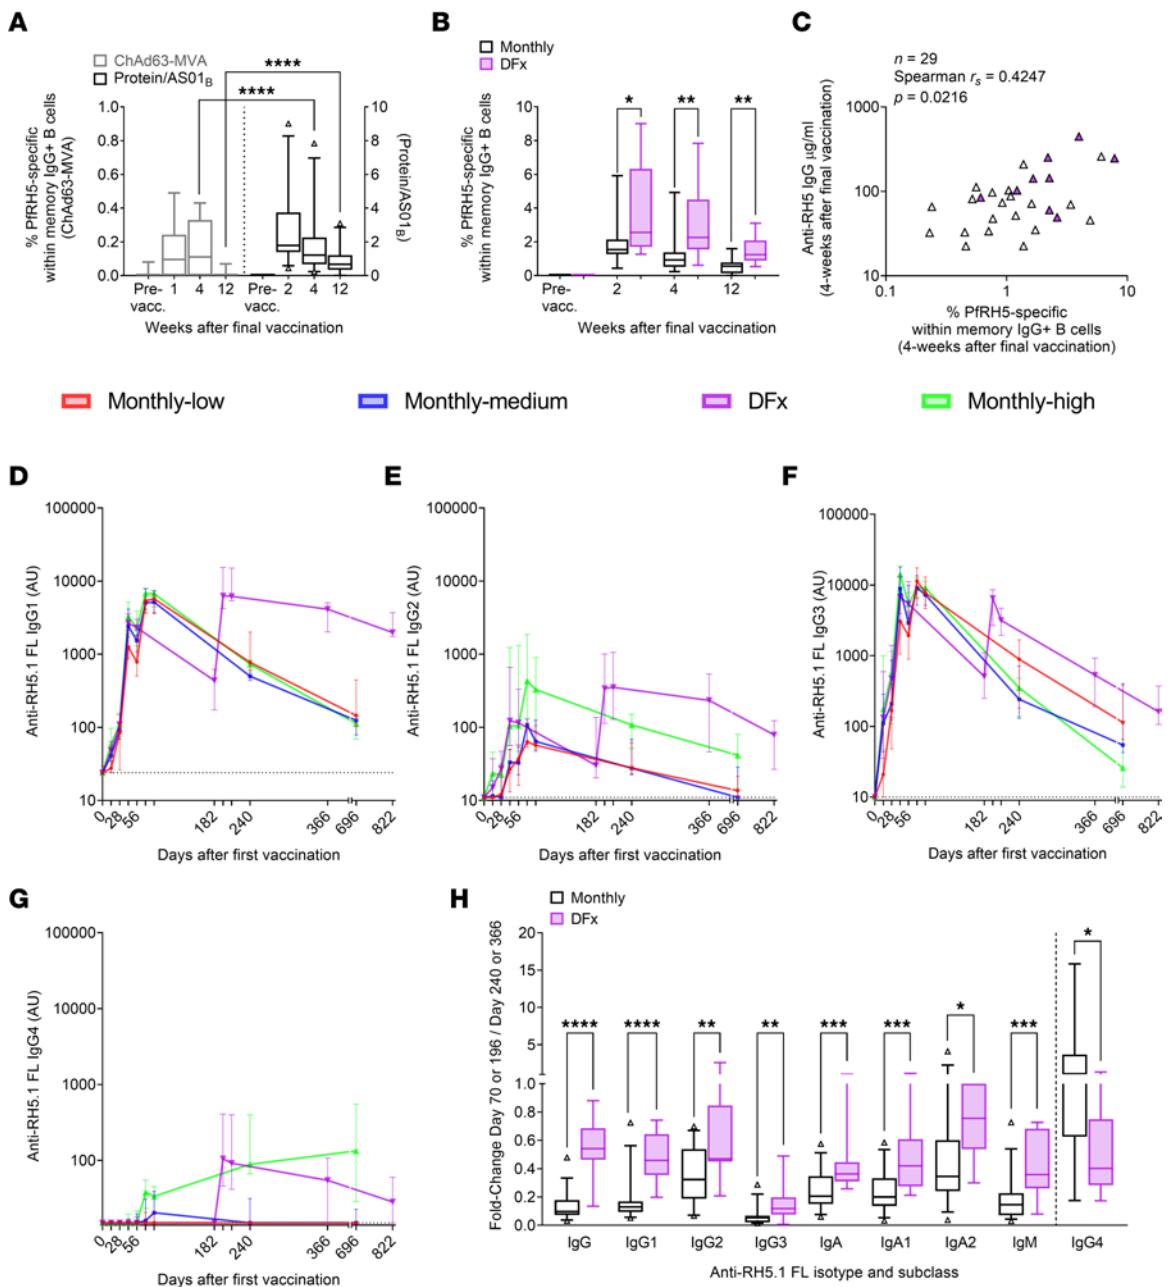 A
ChAd63-MVA
Protein/AS01B
****
****
% PfRH5-specific
within memory IgG+ B cells
(ChAd63-MVA)
1.0
0.8
0.6
0.4
0.2
0.0
10
8
6
4
2
0
(Protein/AS01B)
Pre-vacc.
1
4
12
Pre-vacc.
2
4
12
Weeks after final vaccination
B
Monthly
DFx
* ** **
% PfRH5-specific
within memory IgG+ B cells
10
8
6
4
2
0
Pre-vacc.
2
4
12
Weeks after final vaccination
C
n = 29
Spearman rs = 0.4247
p = 0.0216
Anti-RH5 IgG µg/ml
(4-weeks after final vaccination)
1000
100
10
0.1
1
10
% PfRH5-specific
within memory IgG+ B cells
(4-weeks after final vaccination)
Monthly-low
Monthly-medium
DFx
Monthly-high
D
Anti-RH5.1 FL IgG1 (AU)
100000
10000
1000
100
10
0
28
56
182
240
366
696
822
Days after first vaccination
E
Anti-RH5.1 FL IgG2 (AU)
100000
10000
1000
100
10
0
28
56
182
240
366
696
822
Days after first vaccination
F
Anti-RH5.1 FL IgG3 (AU)
100000
10000
1000
100
10
0
28
56
182
240
366
696
822
Days after first vaccination
G
Anti-RH5.1 FL IgG4 (AU)
100000
10000
1000
100
0
28
56
182
240
366
696
822
Days after first vaccination
H
Monthly
DFx
Fold-Change Day 70 or 196 / Day 240 or 366
20
15
10
5
1.0
0.8
0.6
0.4
0.2
0.0
**** **** ** ** *** *** * *** *
IgG
IgG1
IgG2
IgG3
IgA
IgA1
IgA2
IgM
IgG4
Anti-RH5.1 FL isotype and subclass